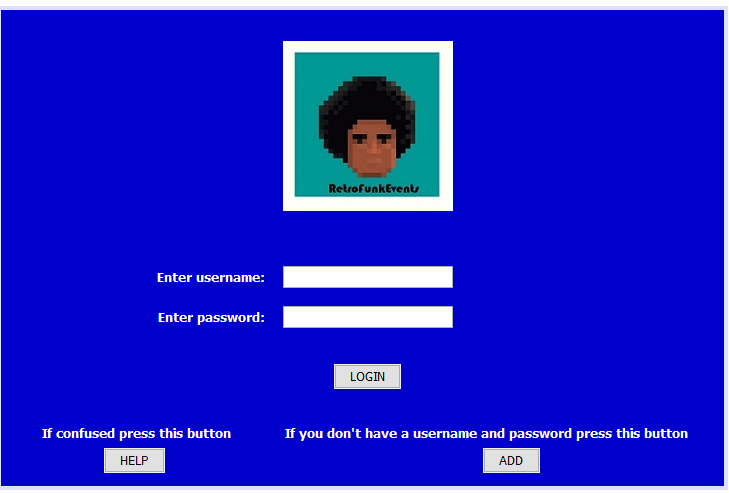 RetroFunkEvents
Enter username:
Enter password:
LOGIN
If confused press this button
If you don't have a username and password press this button
HELP
ADD